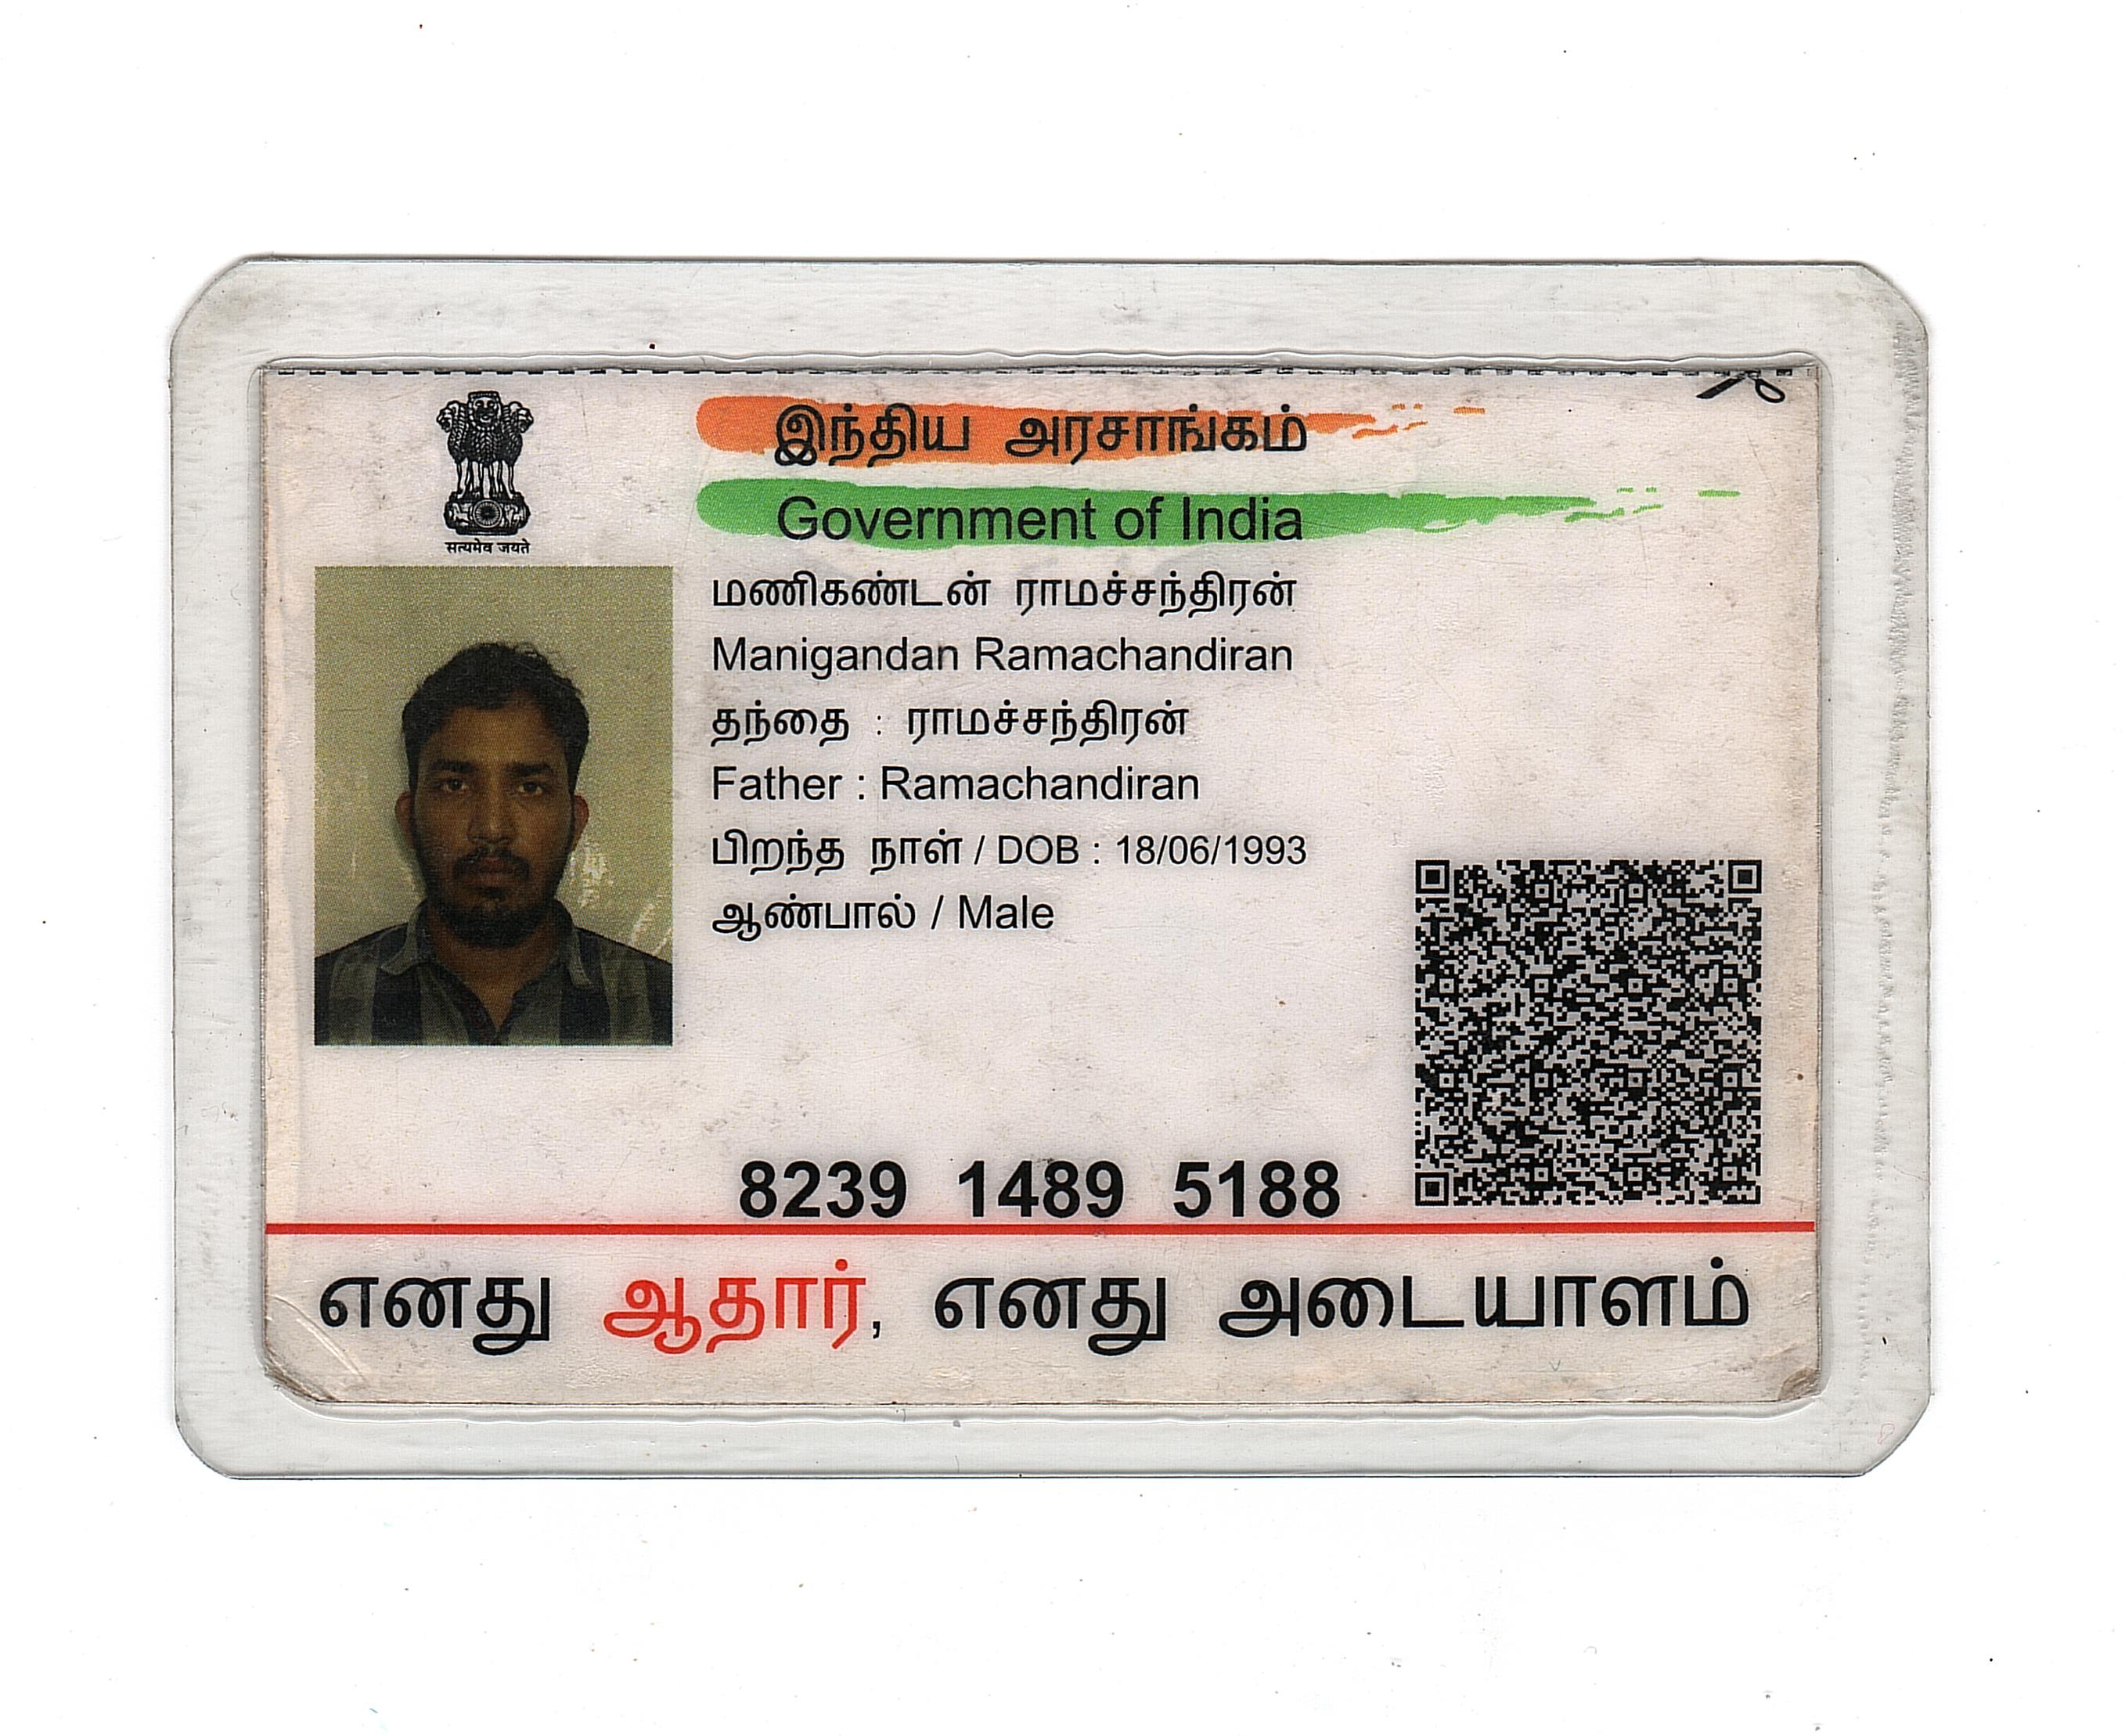 सत्यमेव जयते
இந்திய அரசாங்கம்
Government of India
மணிகண்டன் ராமச்சந்திரன்
Manigandan Ramachandiran
தந்தை : ராமச்சந்திரன்
Father : Ramachandiran
பிறந்த நாள் / DOB : 18/06/1993
ஆண்பால் / Male
8239 1489 5188
எனது ஆதார், எனது அடையாளம்